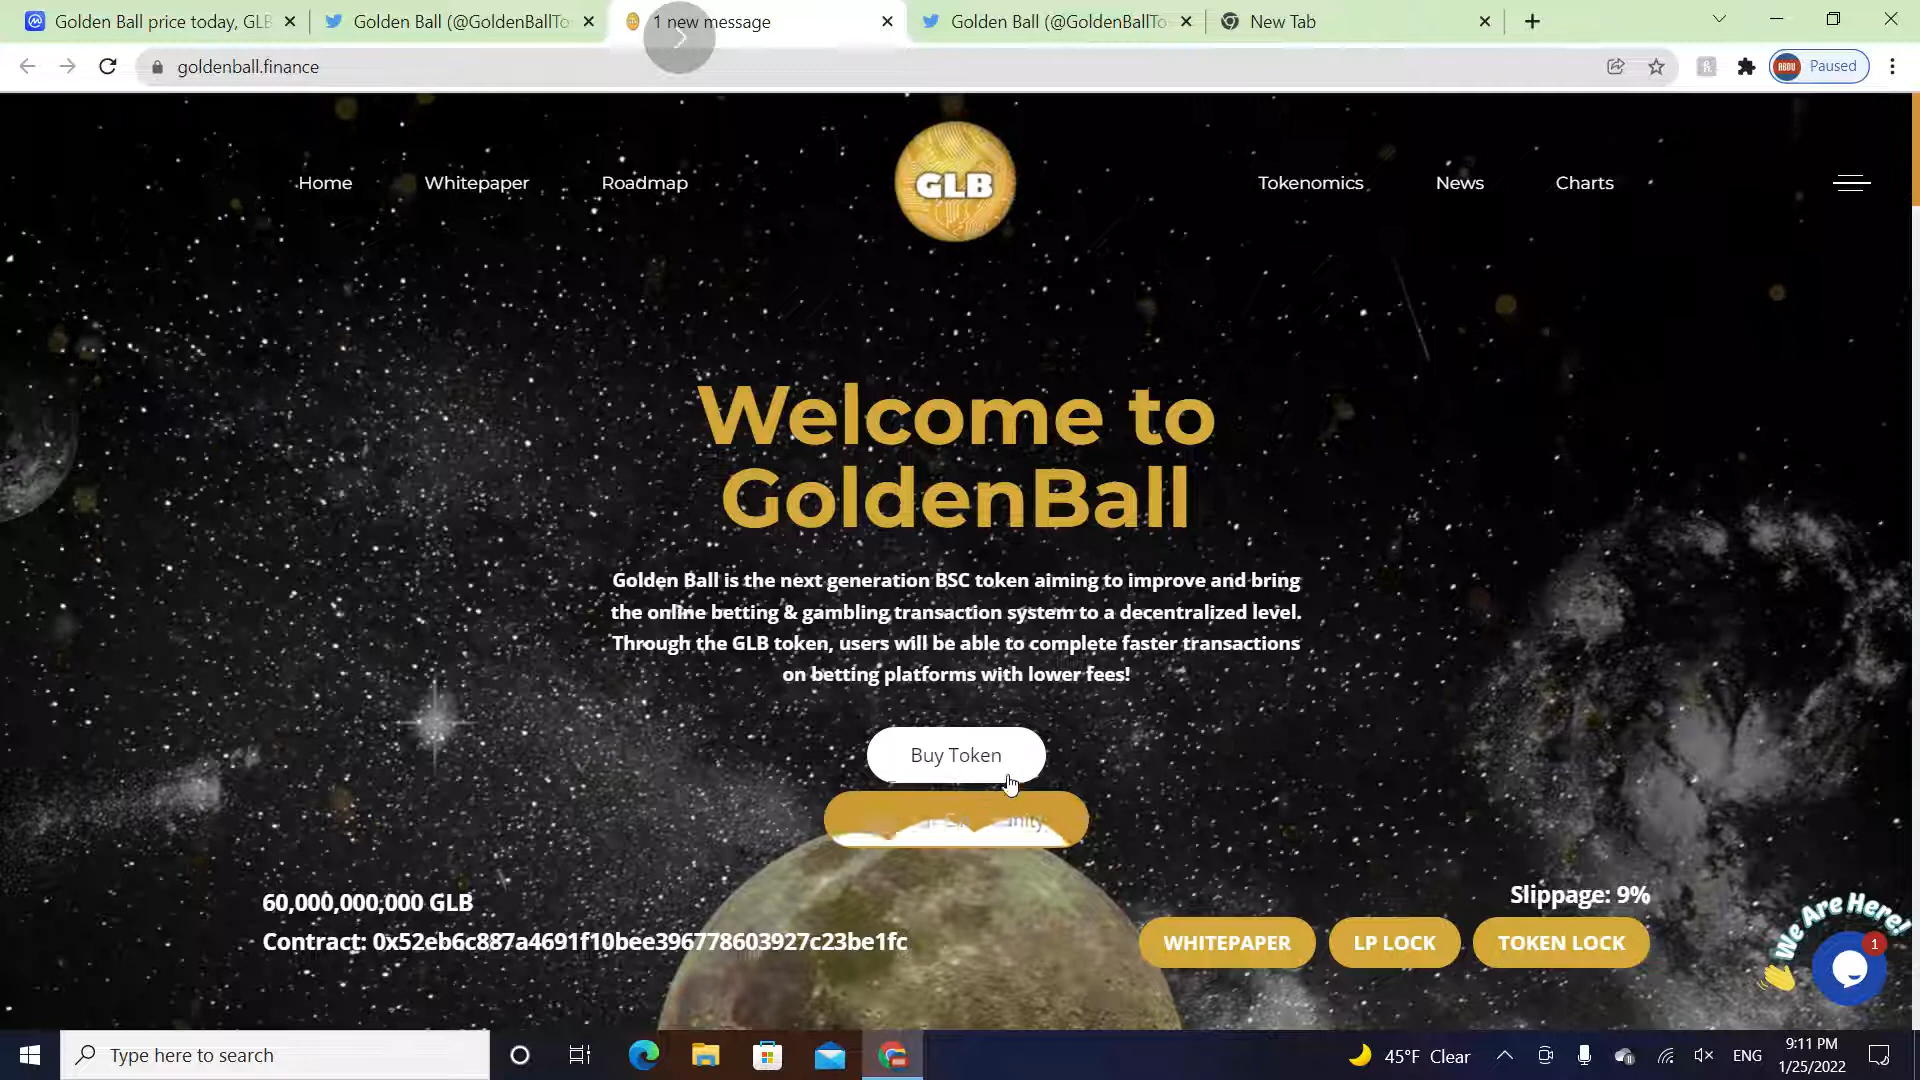 Golden Ball price today, GLB
Golden Ball (@GoldenBallTo
1 new message
Golden Ball (@GoldenBallTo
New Tab
goldenball.finance
ABDU
Paused
Home
Whitepaper
Roadmap
GLB
Tokenomics
News
Charts
Welcome to
GoldenBall
Golden Ball is the next generation BSC token aiming to improve and bring
the online betting & gambling transaction system to a decentralized level.
Through the GLB token, users will be able to complete faster transactions
on betting platforms with lower fees!
Buy Token
60,000,000,000 GLB
Contract: 0x52eb6c887a4691f10bee396778603927c23be1fc
Slippage: 9%
WHITEPAPER
LP LOCK
TOKEN LOCK
We Are Here!
1
Type here to search
45°F Clear
ENG
9:11 PM
1/25/2022